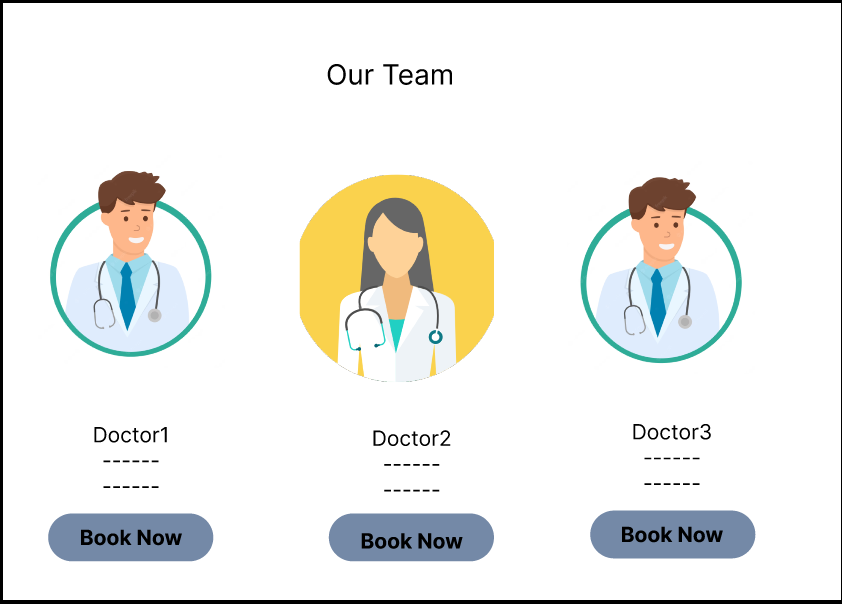 Our Team
Doctor1
------
------
Book Now
Doctor2
------
------
Book Now
Doctor3
------
------
Book Now